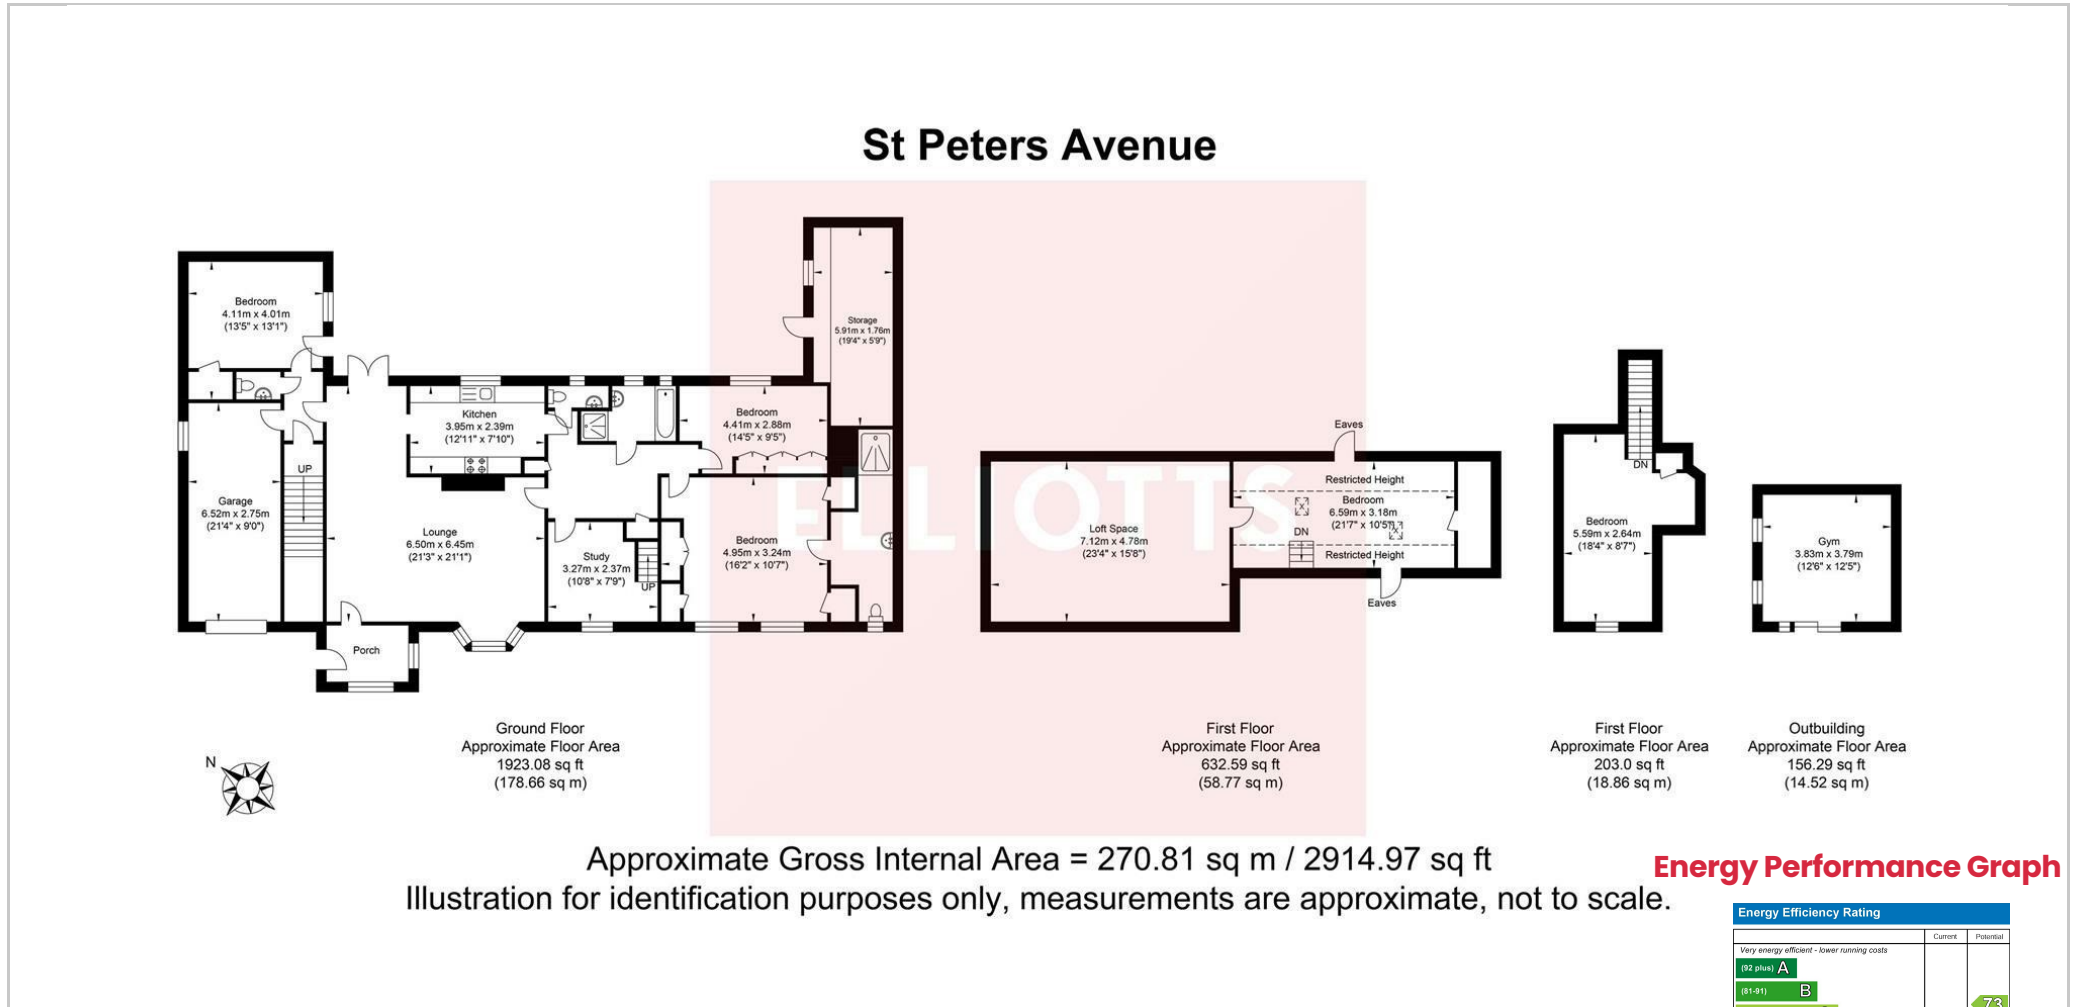 St Peters Avenue
Bedroom
4.11m x 4.01m
(13'5" x 13'1")
Storage
5.91m x 1.76m
(19'4" x 5'9")
Kitchen
3.95m x 2.39m
(12'11" x 7'10")
Bedroom
4.41m x 2.88m
(14'5" x 9'5")
UP
Garage
6.52m x 2.75m
(21'4" x 9'0")
Lounge
6.50m x 6.45m
(21'3" x 21'1")
Study
3.27m x 2.37m
(10'8" x 7'9")
UP
Bedroom
4.95m x 3.24m
(16'2" x 10'7")
Porch
ELLIOTTS
Eaves
Restricted Height
Bedroom
6.59m x 3.18m
(21'7" x 10'5")
DN
Restricted Height
Loft Space
7.12m x 4.78m
(23'4" x 15'8")
Eaves
DN
Bedroom
5.59m x 2.64m
(18'4" x 8'7")
Gym
3.83m x 3.79m
(12'6" x 12'5")
N
Ground Floor
Approximate Floor Area
1923.08 sq ft
(178.66 sq m)
First Floor
Approximate Floor Area
632.59 sq ft
(58.77 sq m)
First Floor
Approximate Floor Area
203.0 sq ft
(18.86 sq m)
Outbuilding
Approximate Floor Area
156.29 sq ft
(14.52 sq m)
Approximate Gross Internal Area = 270.81 sq m / 2914.97 sq ft
Illustration for identification purposes only, measurements are approximate, not to scale.
Energy Performance Graph
Energy Efficiency Rating
Current Potential
Very energy efficient - lower running costs
(92 plus) A
(81-91) B
73